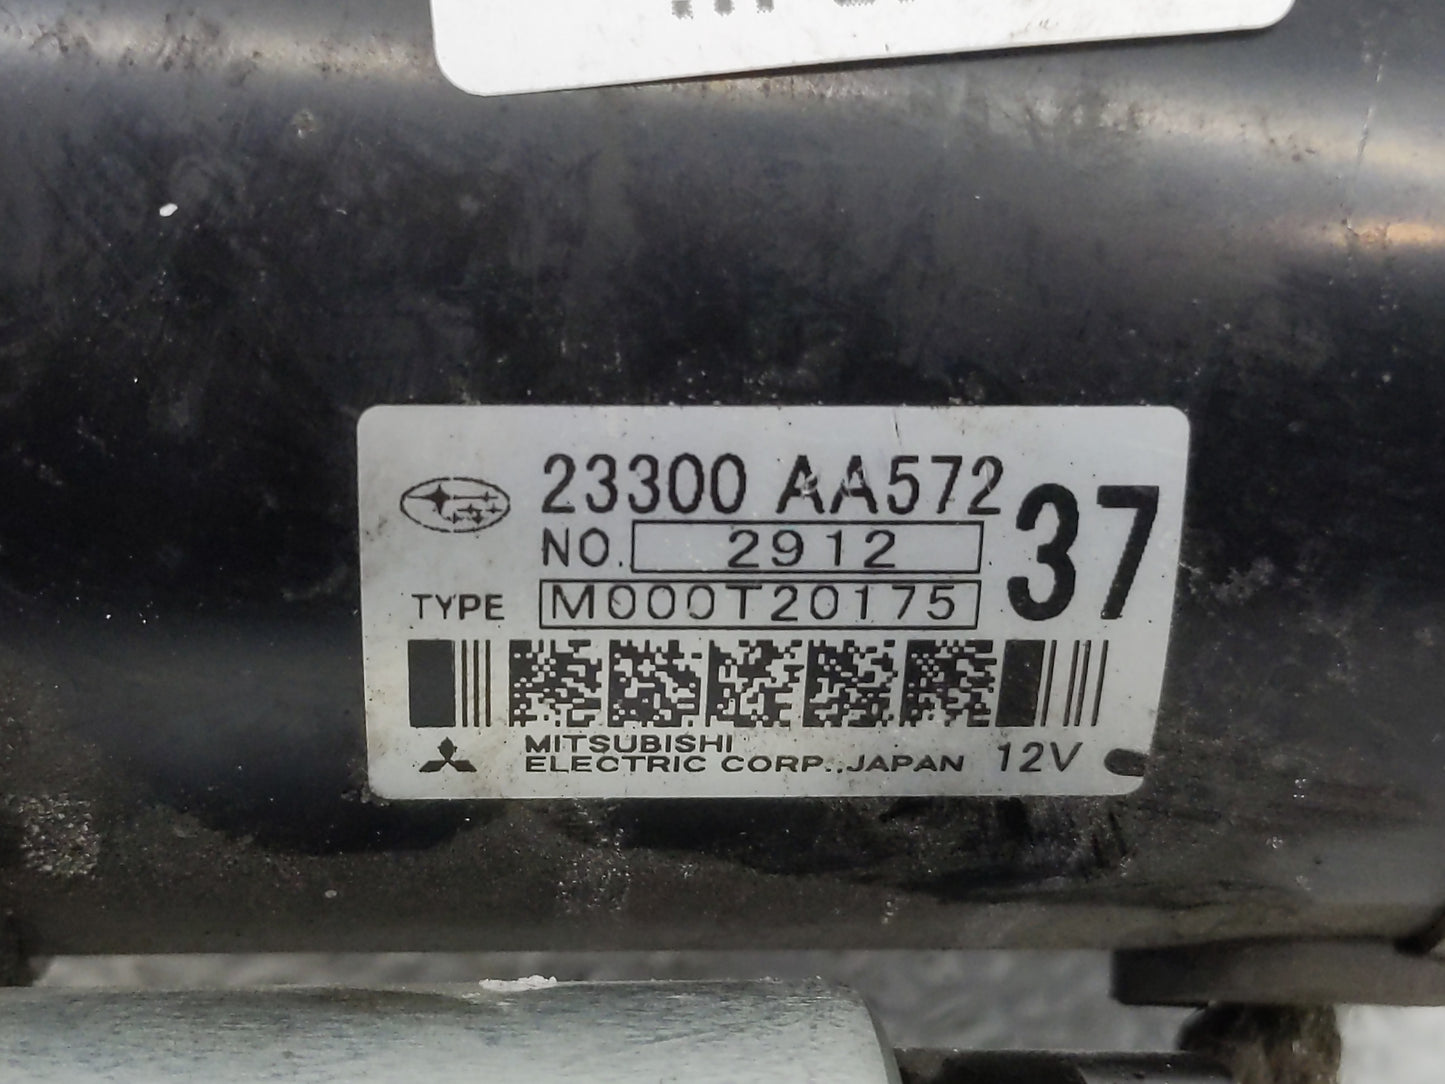 23300 AA572
37
NO. 2912
TYPE M000T20175
MITSUBISHI
ELECTRIC CORP., JAPAN 12V